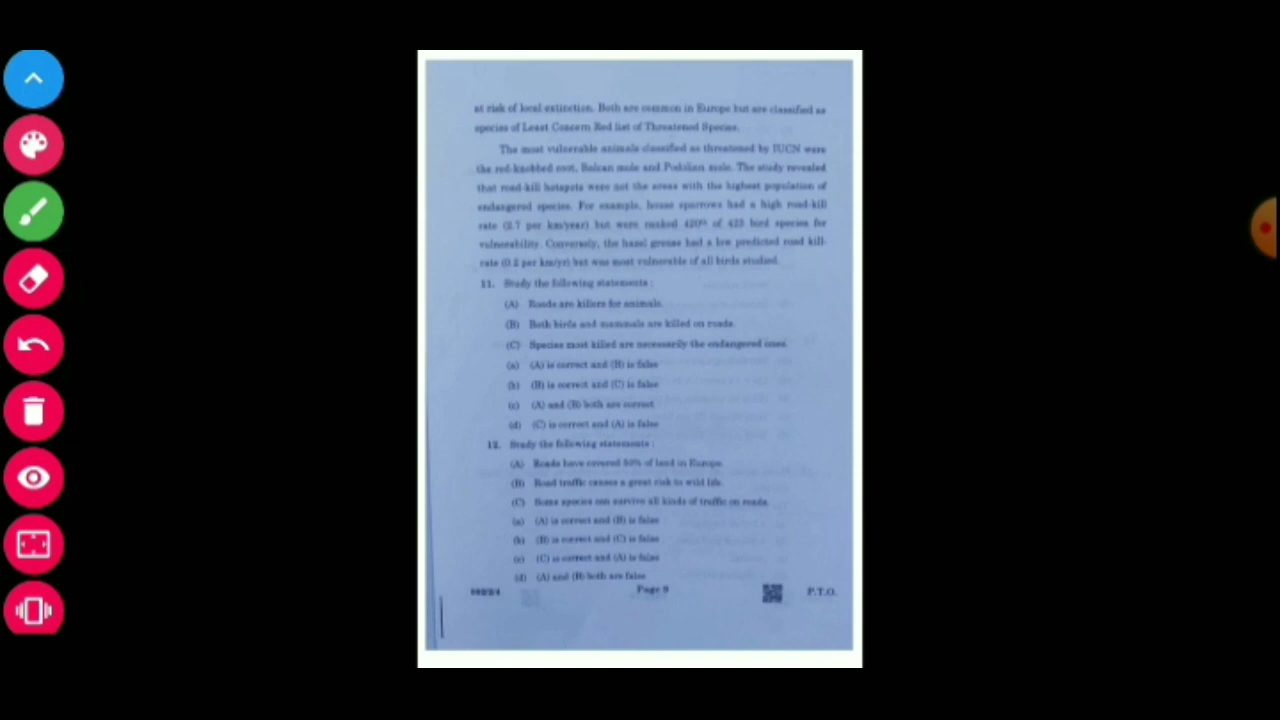 at risk of local extinction. Both are common in Europe but are classified as
species of Least Concern Red list of Threatened Species.
The most vulnerable animals classified as threatened by IUCN were
the red-knobbed coot, Balcan mole and Podolian mole. The study revealed
that road-kill hotspots were not the areas with the highest population of
endangered species. For example, house sparrows had a high road-kill
rate (2.7 per km/year) but were ranked 420th of 423 bird species for
vulnerability. Conversely, the hazel grouse had a low predicted road kill-
rate (0.2 per km/yr) but was most vulnerable of all birds studied.
11. Study the following statements :
(A) Roads are killers for animals.
(B) Both birds and mammals are killed on roads.
(C) Species most killed are necessarily the endangered ones.
(a) (A) is correct and (B) is false
(b) (B) is correct and (C) is false
(c) (A) and (B) both are correct
(d) (C) is correct and (A) is false
12. Study the following statements :
(A) Roads have covered 50% of land in Europe.
(B) Road traffic causes a great risk to wild life.
(C) Some species can survive all kinds of traffic on roads.
(a) (A) is correct and (B) is false
(b) (B) is correct and (C) is false
(c) (C) is correct and (A) is false
(d) (A) and (B) both are false
Page 9
P.T.O.